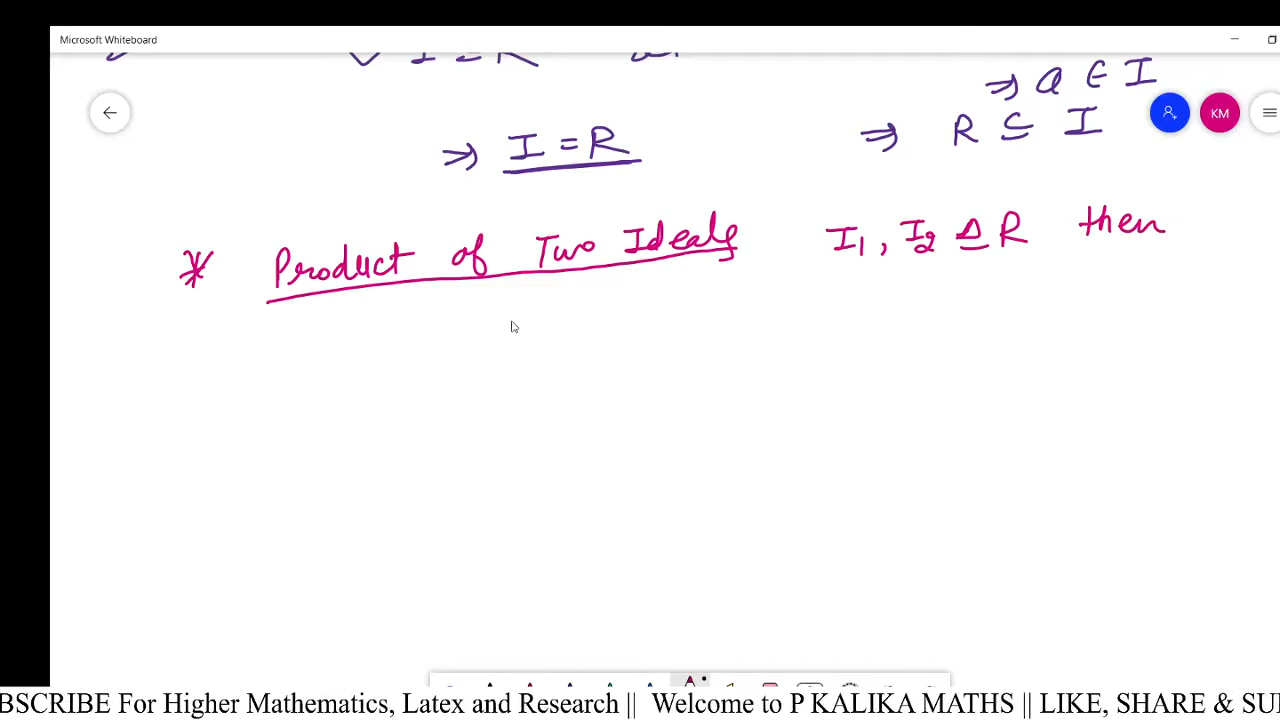 Microsoft Whiteboard
I = R
⇒ a ∈ I
KM
⇒ I = R
⇒ R ⊆ I
* Product of Two Ideals I₁, I₂ ⊴ R then
BSCRIBE For Higher Mathematics, Latex and Research || Welcome to P KALIKA MATHS || LIKE, SHARE & SU